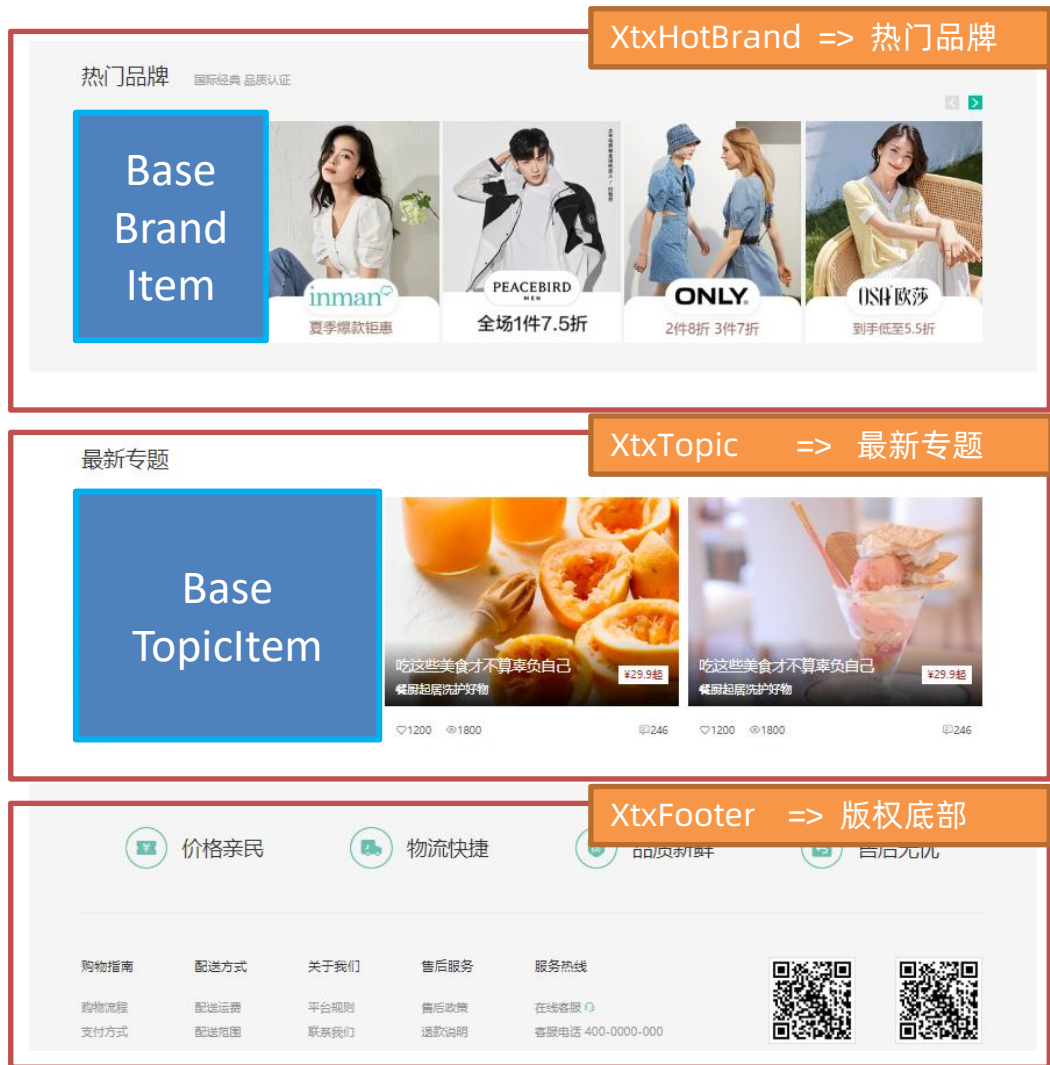 XtxHotBrand => 热门品牌
热门品牌 国际经典 品质认证
Base
Brand
Item
inman
夏季爆款钜惠
PEACEBIRD
MEN
全场1件7.5折
ONLY.
2件8折 3件7折
OSA 欧莎
到手低至5.5折
XtxTopic => 最新专题
最新专题
Base
TopicItem
吃这些美食才不算辜负自己
餐厨起居洗护好物
¥29.9起
1200 1800 246
吃这些美食才不算辜负自己
餐厨起居洗护好物
¥29.9起
1200 1800 246
XtxFooter => 版权底部
价格亲民 物流快捷 品质新鲜 售后无忧
购物指南 配送方式 关于我们 售后服务 服务热线
购物流程 配送运费 平台规则 售后政策 在线客服
支付方式 配送范围 联系我们 退款说明 客服电话 400-0000-000